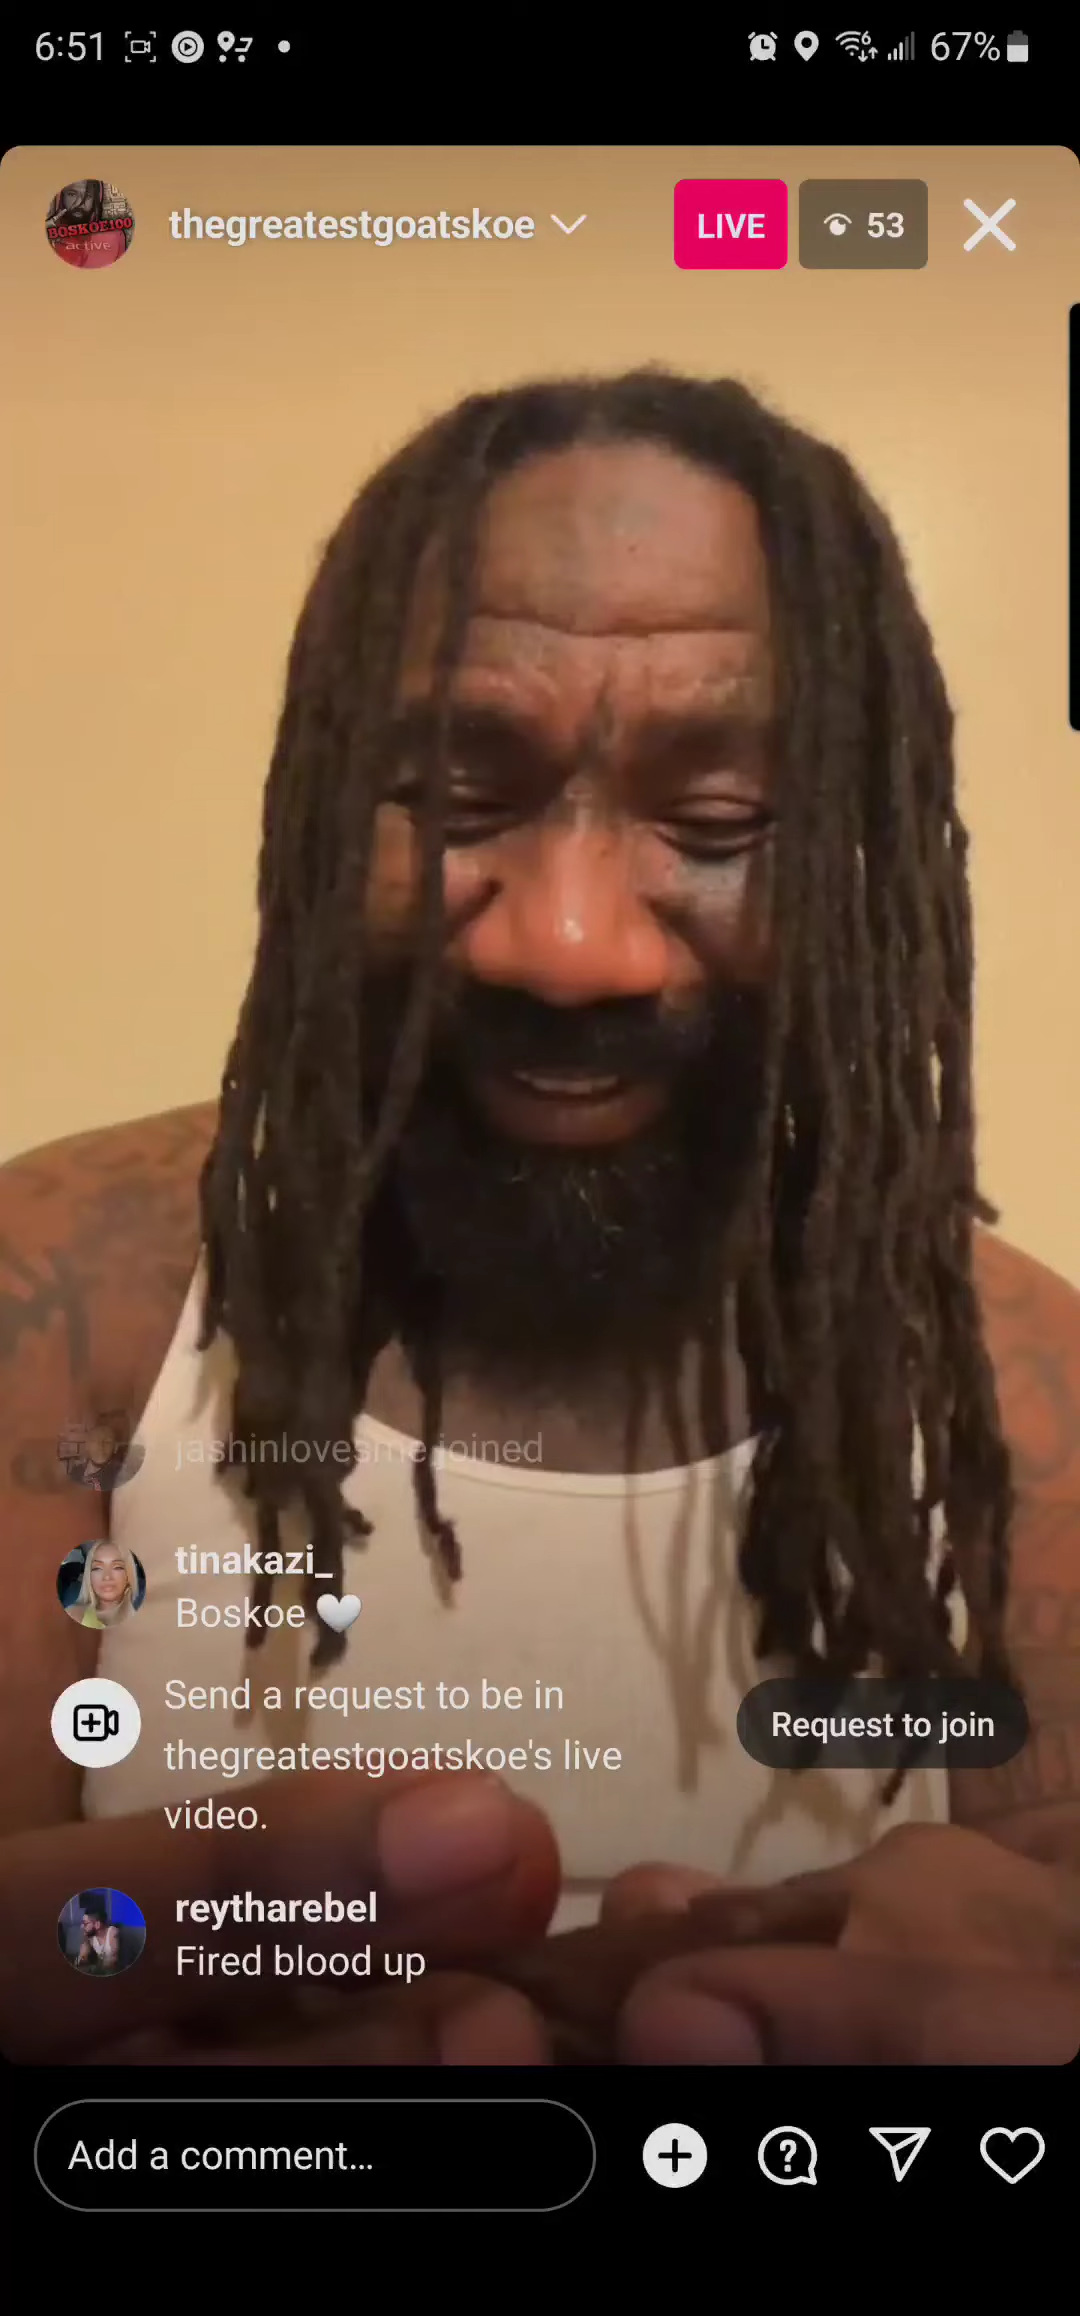 6:51
67%
BOSKOE100
active
thegreatestgoatskoe
LIVE
53
jashinlovesme joined
tinakazi_
Boskoe 🤍
Send a request to be in
thegreatestgoatskoe's live
video.
Request to join
reytharebel
Fired blood up
Add a comment...